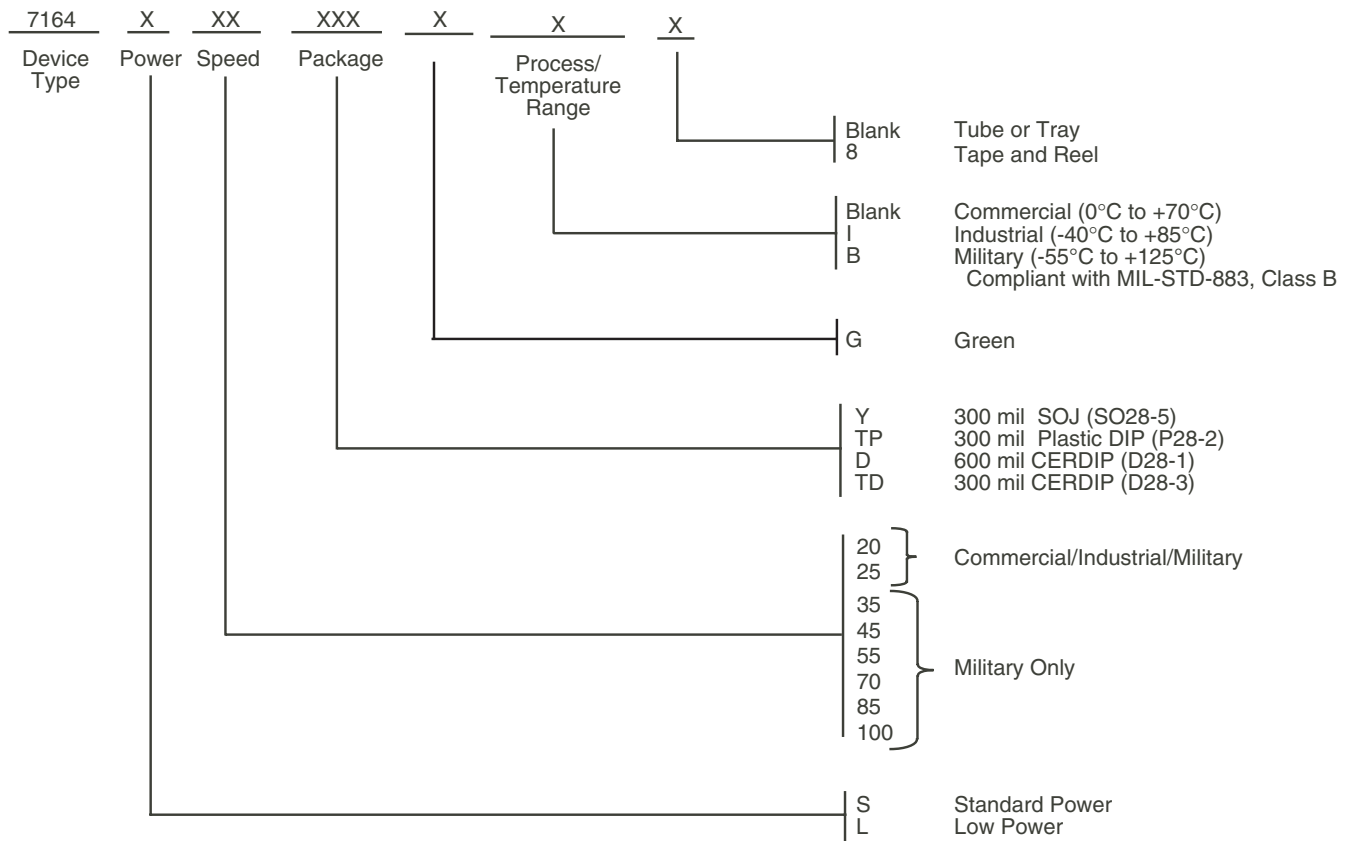 7164 X XX XXX X X X
Device Type
Power
Speed
Package
Process/
Temperature
Range
Blank Tube or Tray
8 Tape and Reel
Blank Commercial (0°C to +70°C)
I Industrial (-40°C to +85°C)
B Military (-55°C to +125°C)
Compliant with MIL-STD-883, Class B
G Green
Y 300 mil SOJ (SO28-5)
TP 300 mil Plastic DIP (P28-2)
D 600 mil CERDIP (D28-1)
TD 300 mil CERDIP (D28-3)
20
25
Commercial/Industrial/Military
35
45
55
70
85
100
Military Only
S Standard Power
L Low Power